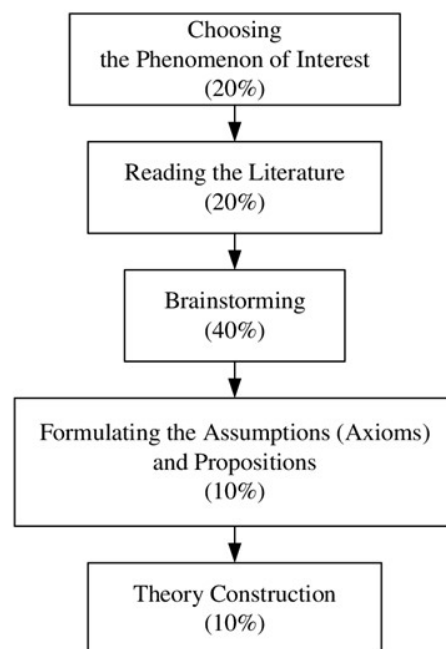 Choosing
the Phenomenon of Interest
(20%)
Reading the Literature
(20%)
Brainstorming
(40%)
Formulating the Assumptions (Axioms)
and Propositions
(10%)
Theory Construction
(10%)